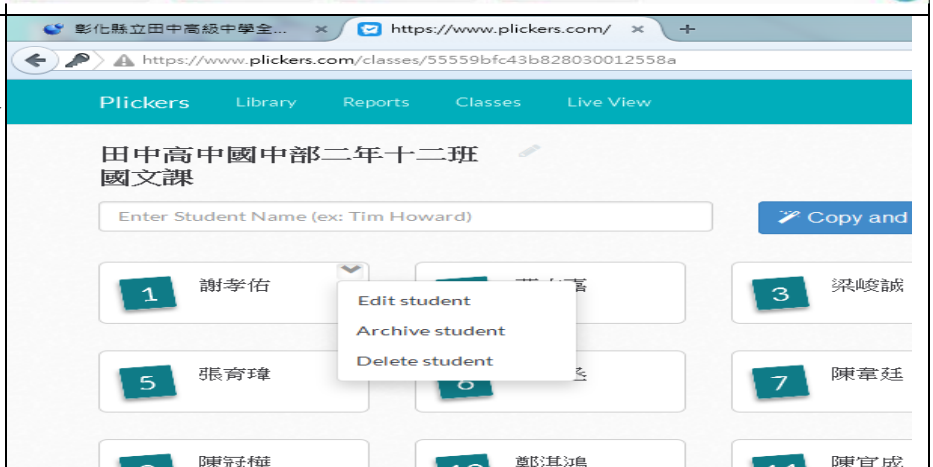 彰化縣立田中高級中學全...
https://www.plickers.com/
https://www.plickers.com/classes/55559bfc43b828030012558a
Plickers Library Reports Classes Live View
田中高中國中部二年十二班
國文課
Enter Student Name (ex: Tim Howard)
Copy and
1 謝孝佑
3 梁峻誠
Edit student
Archive student
Delete student
5 張育瑋
7 陳韋廷